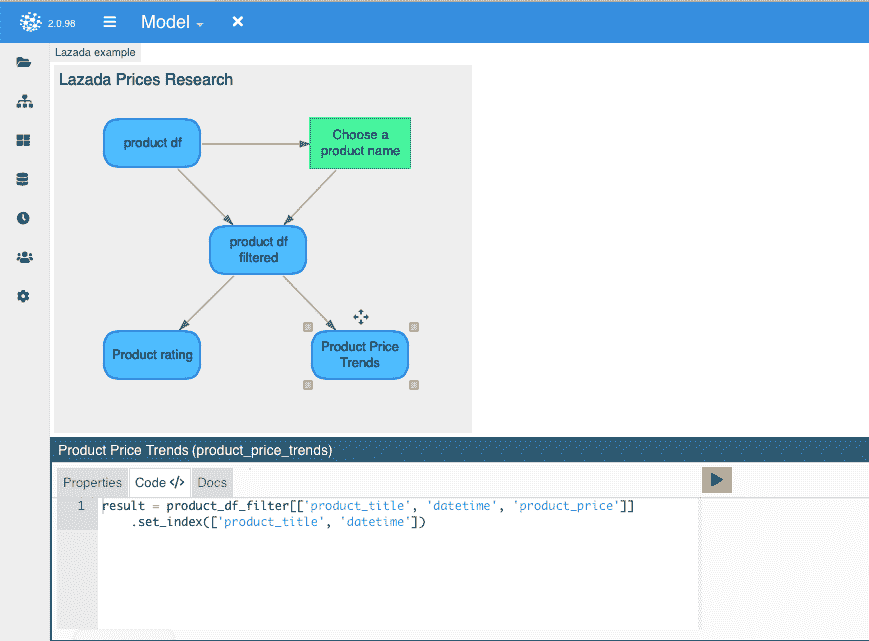 2.0.98
Model
Lazada example
Lazada Prices Research
product df
Choose a
product name
product df
filtered
Product rating
Product Price
Trends
Product Price Trends (product_price_trends)
Properties
Code </>
Docs
1
result = product_df_filter[['product_title', 'datetime', 'product_price']]
.set_index(['product_title', 'datetime'])